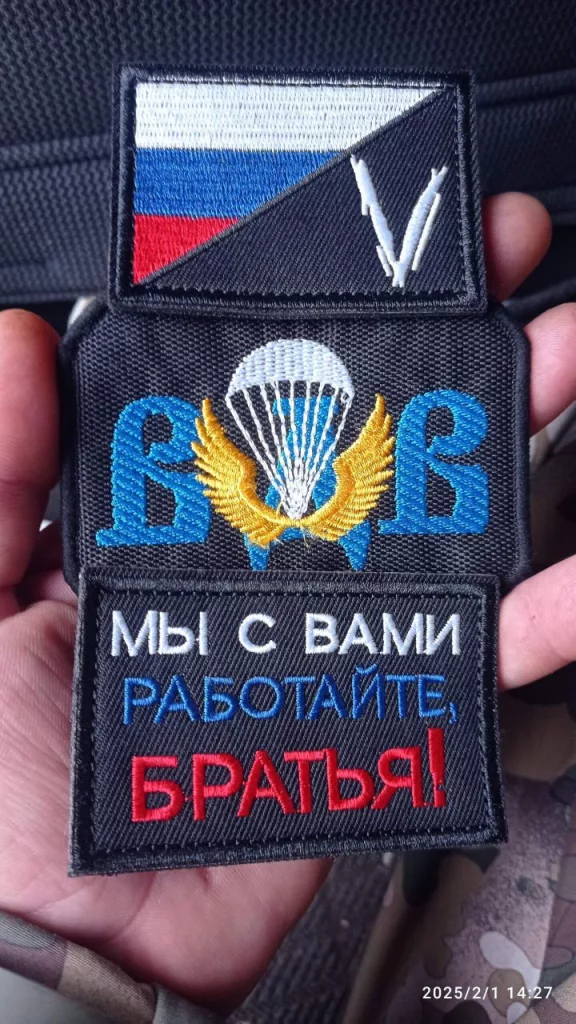 V
ВДВ
МЫ С ВАМИ
РАБОТАЙТЕ,
БРАТЬЯ!
2025/2/1 14:27